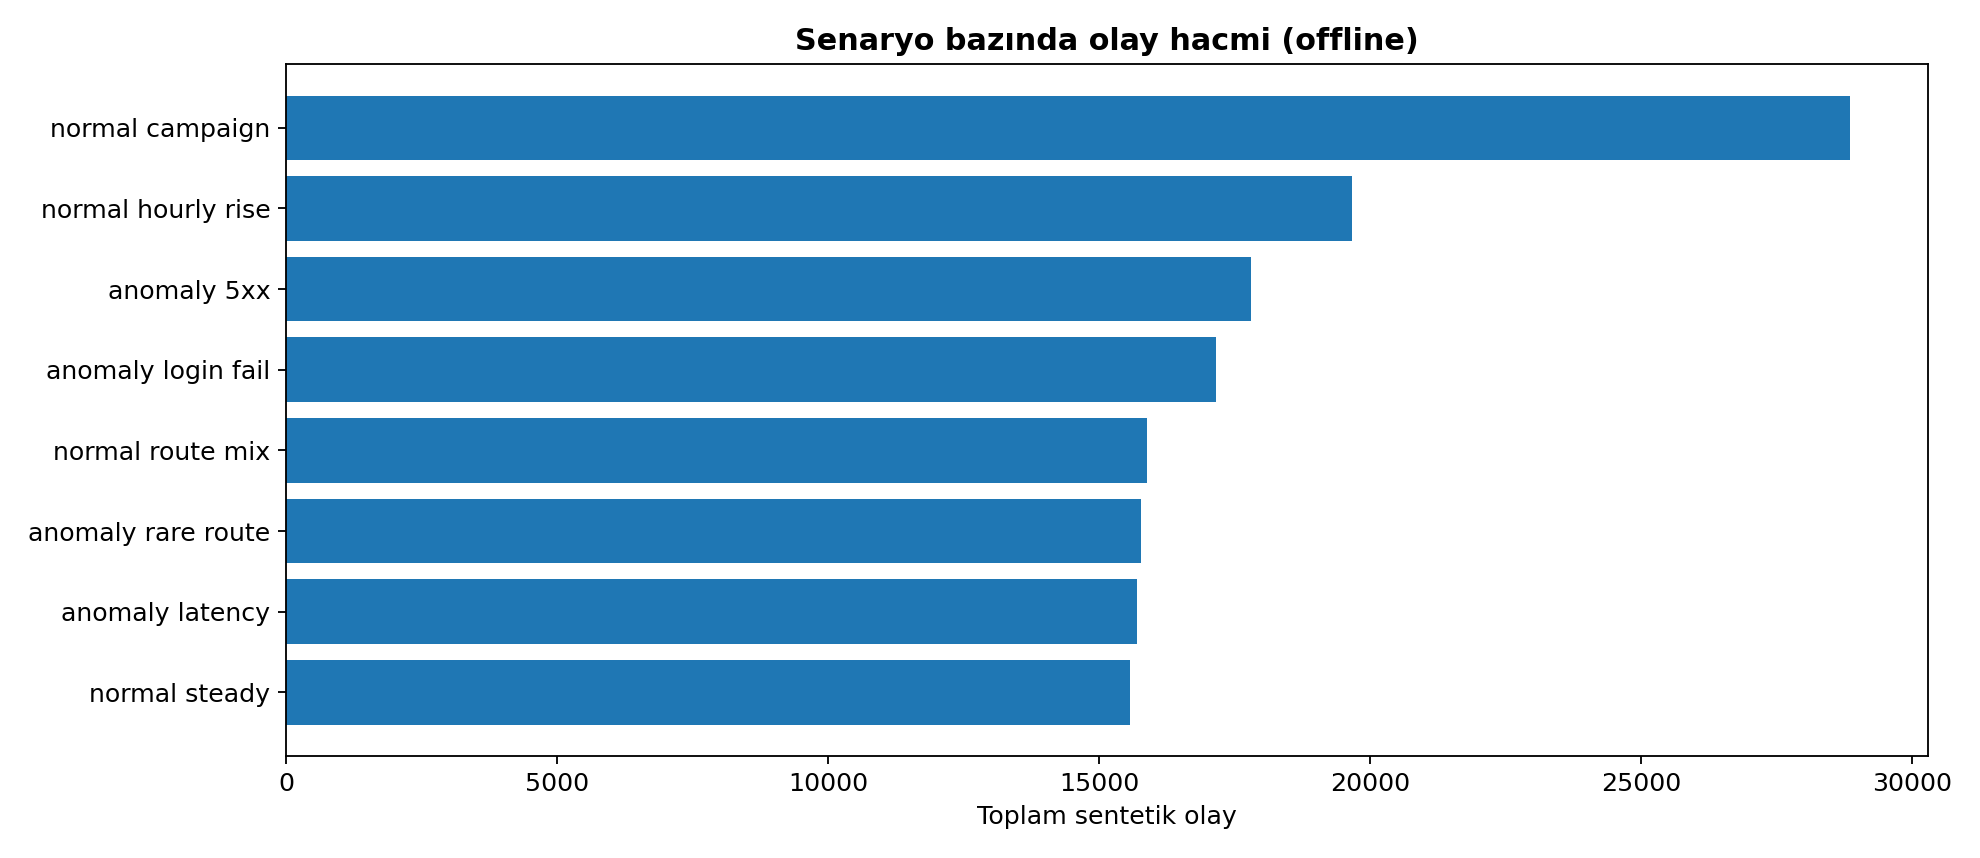 Senaryo bazında olay hacmi (offline)
normal campaign
normal hourly rise
anomaly 5xx
anomaly login fail
normal route mix
anomaly rare route
anomaly latency
normal steady
0 5000 10000 15000 20000 25000 30000
Toplam sentetik olay